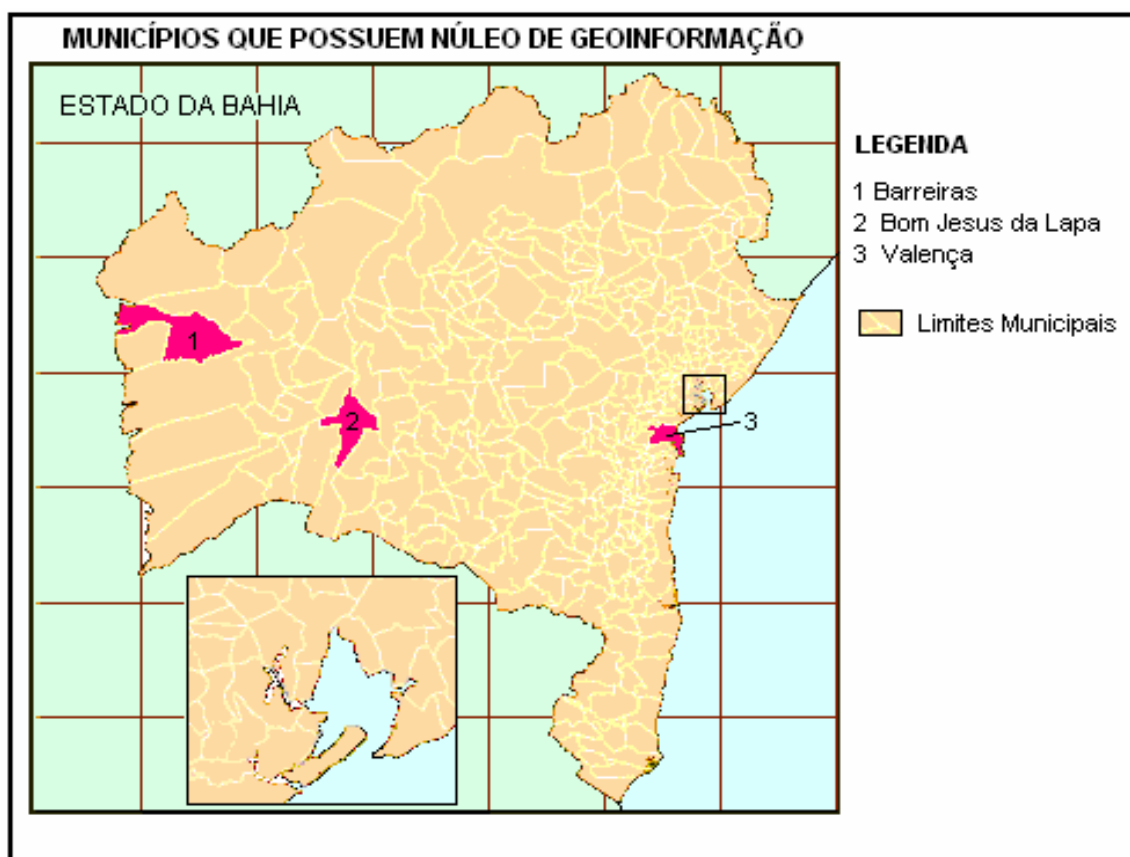 MUNICÍPIOS QUE POSSUEM NÚLEO DE GEOINFORMAÇÃO
ESTADO DA BAHIA
LEGENDA
1 Barreiras
2 Bom Jesus da Lapa
3 Valença
Limites Municipais
1
2
3